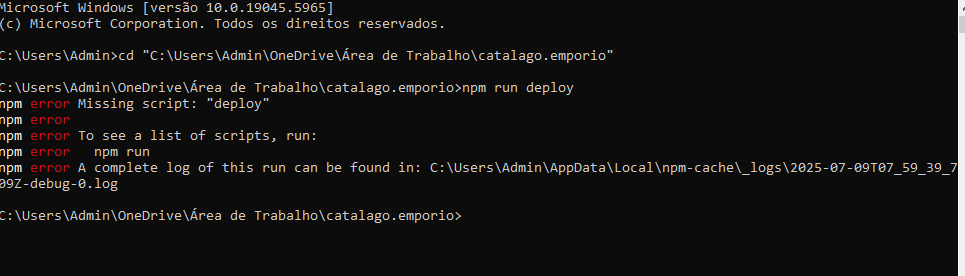 Microsoft Windows [versão 10.0.19045.5965]
(c) Microsoft Corporation. Todos os direitos reservados.
C:\Users\Admin>cd "C:\Users\Admin\OneDrive\Área de Trabalho\catalago.emporio"
C:\Users\Admin\OneDrive\Área de Trabalho\catalago.emporio>npm run deploy
npm error Missing script: "deploy"
npm error
npm error To see a list of scripts, run:
npm error   npm run
npm error A complete log of this run can be found in: C:\Users\Admin\AppData\Local\npm-cache\_logs\2025-07-09T07_59_39_7
09Z-debug-0.log
C:\Users\Admin\OneDrive\Área de Trabalho\catalago.emporio>